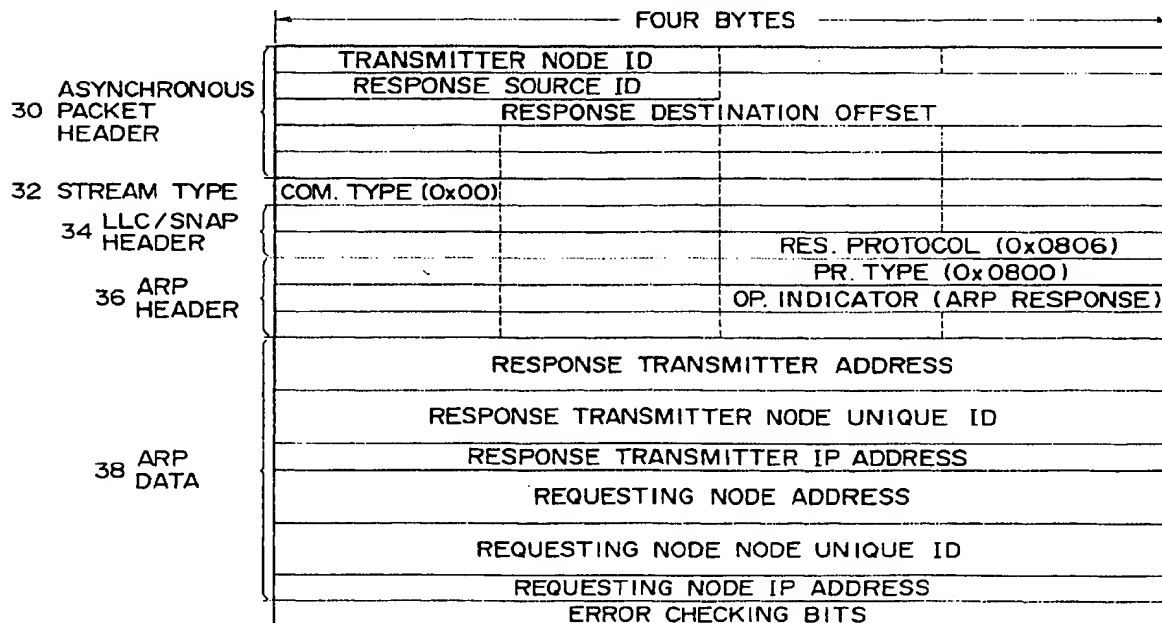 FOUR BYTES
30 ASYNCHRONOUS PACKET HEADER
TRANSMITTER NODE ID
RESPONSE SOURCE ID
RESPONSE DESTINATION OFFSET
32 STREAM TYPE
COM. TYPE (0x00)
34 LLC/SNAP HEADER
RES. PROTOCOL (0x0806)
36 ARP HEADER
PR. TYPE (0x0800)
OP. INDICATOR (ARP RESPONSE)
38 ARP DATA
RESPONSE TRANSMITTER ADDRESS
RESPONSE TRANSMITTER NODE UNIQUE ID
RESPONSE TRANSMITTER IP ADDRESS
REQUESTING NODE ADDRESS
REQUESTING NODE NODE UNIQUE ID
REQUESTING NODE IP ADDRESS
ERROR CHECKING BITS